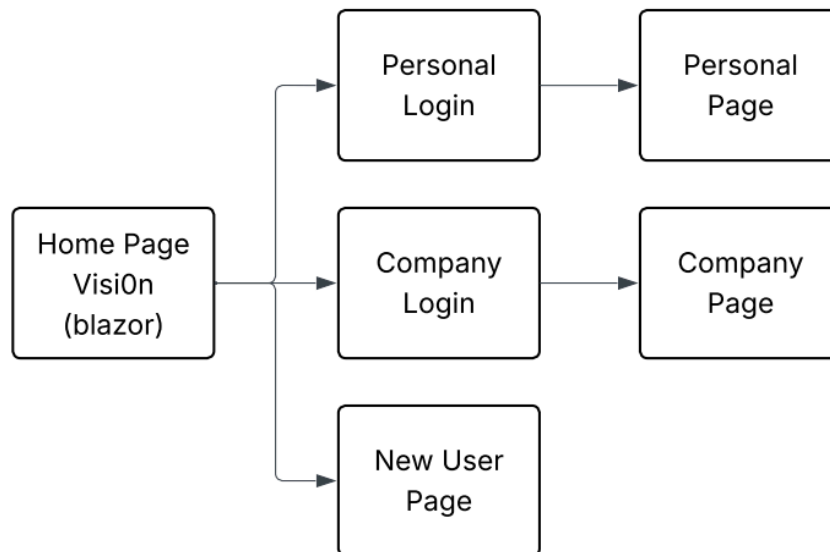 Personal
Login
Personal
Page
Home Page
Visi0n
(blazor)
Company
Login
Company
Page
New User
Page